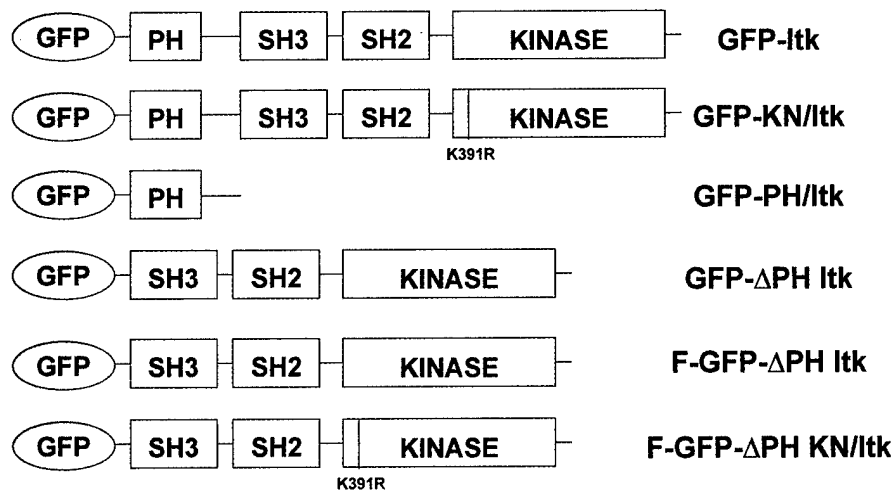 GFP PH SH3 SH2 KINASE GFP-Itk
GFP PH SH3 SH2 KINASE GFP-KN/Itk
K391R
GFP PH GFP-PH/Itk
GFP SH3 SH2 KINASE GFP-ΔPH Itk
GFP SH3 SH2 KINASE F-GFP-ΔPH Itk
GFP SH3 SH2 KINASE F-GFP-ΔPH KN/Itk
K391R